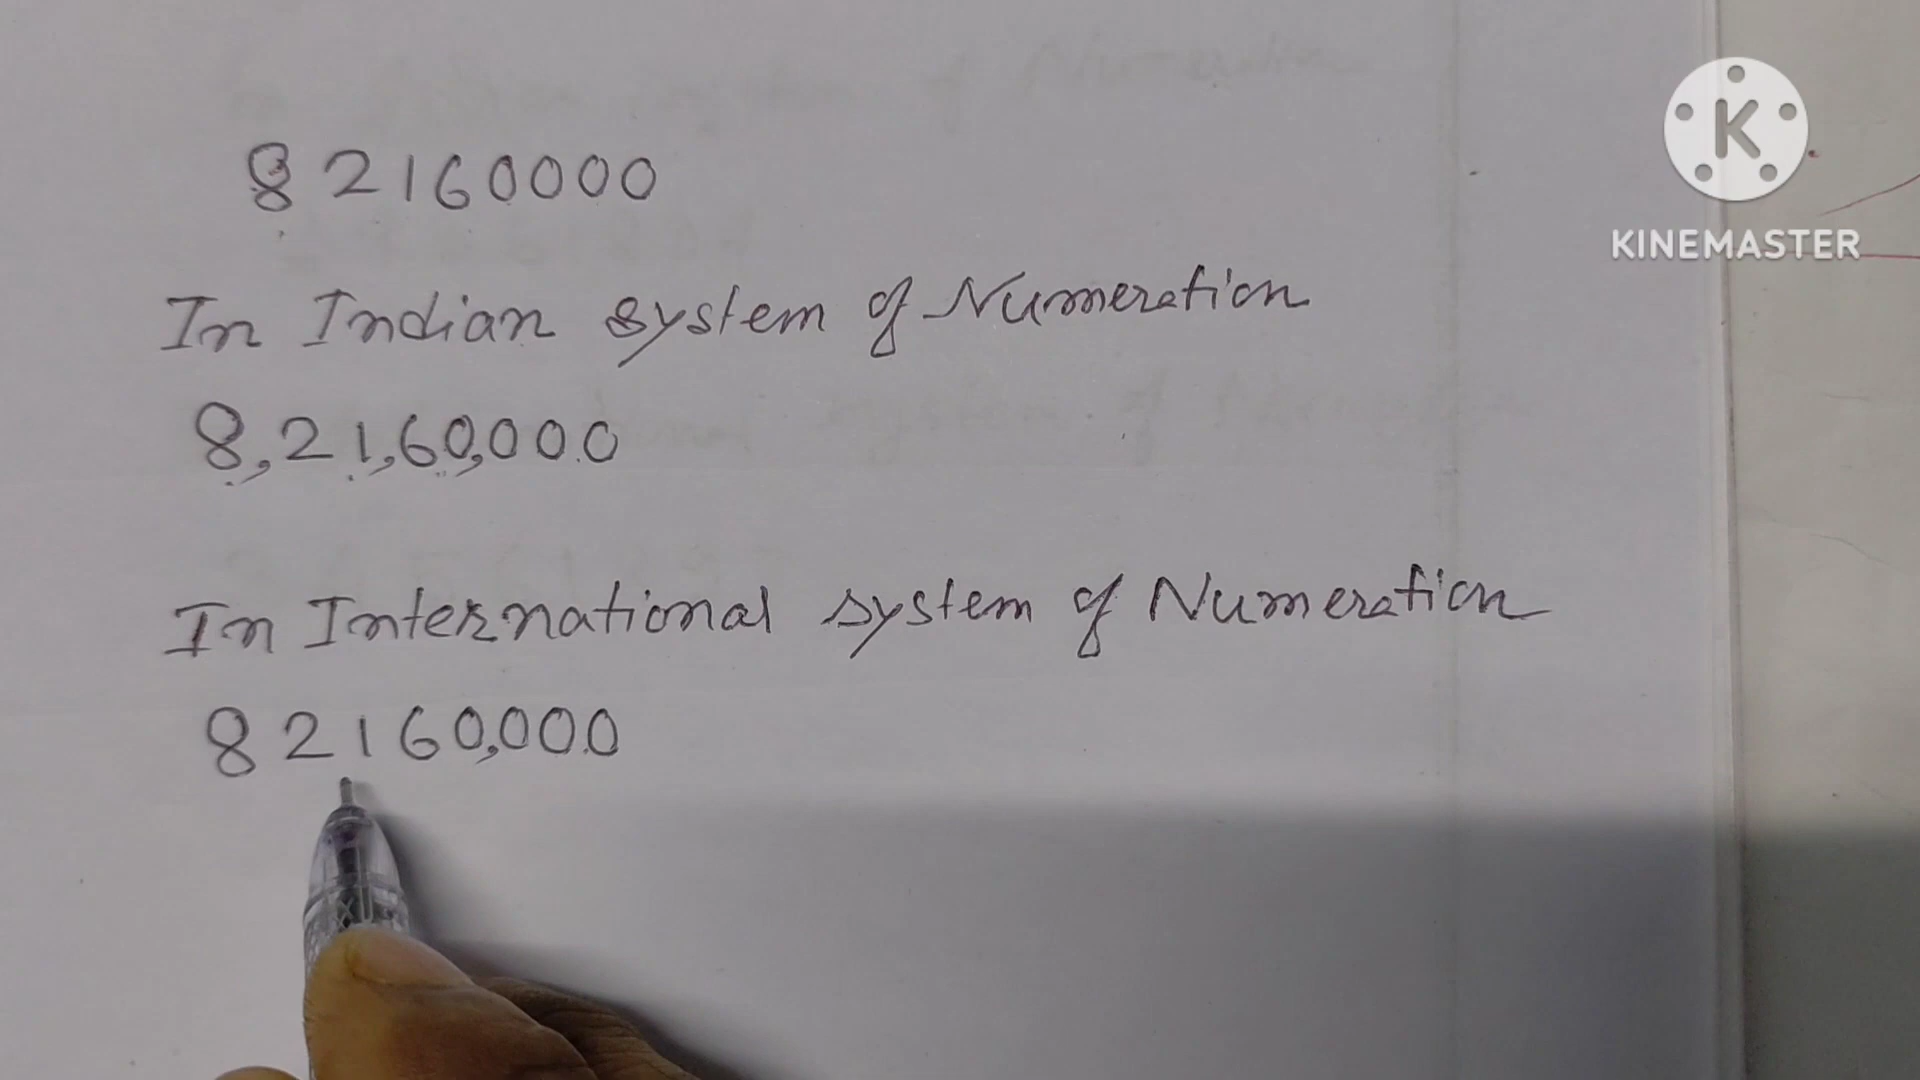 82160000
In Indian system of Numeration
8,21,60,000
In International system of Numeration
82160,000
K
KINEMASTER